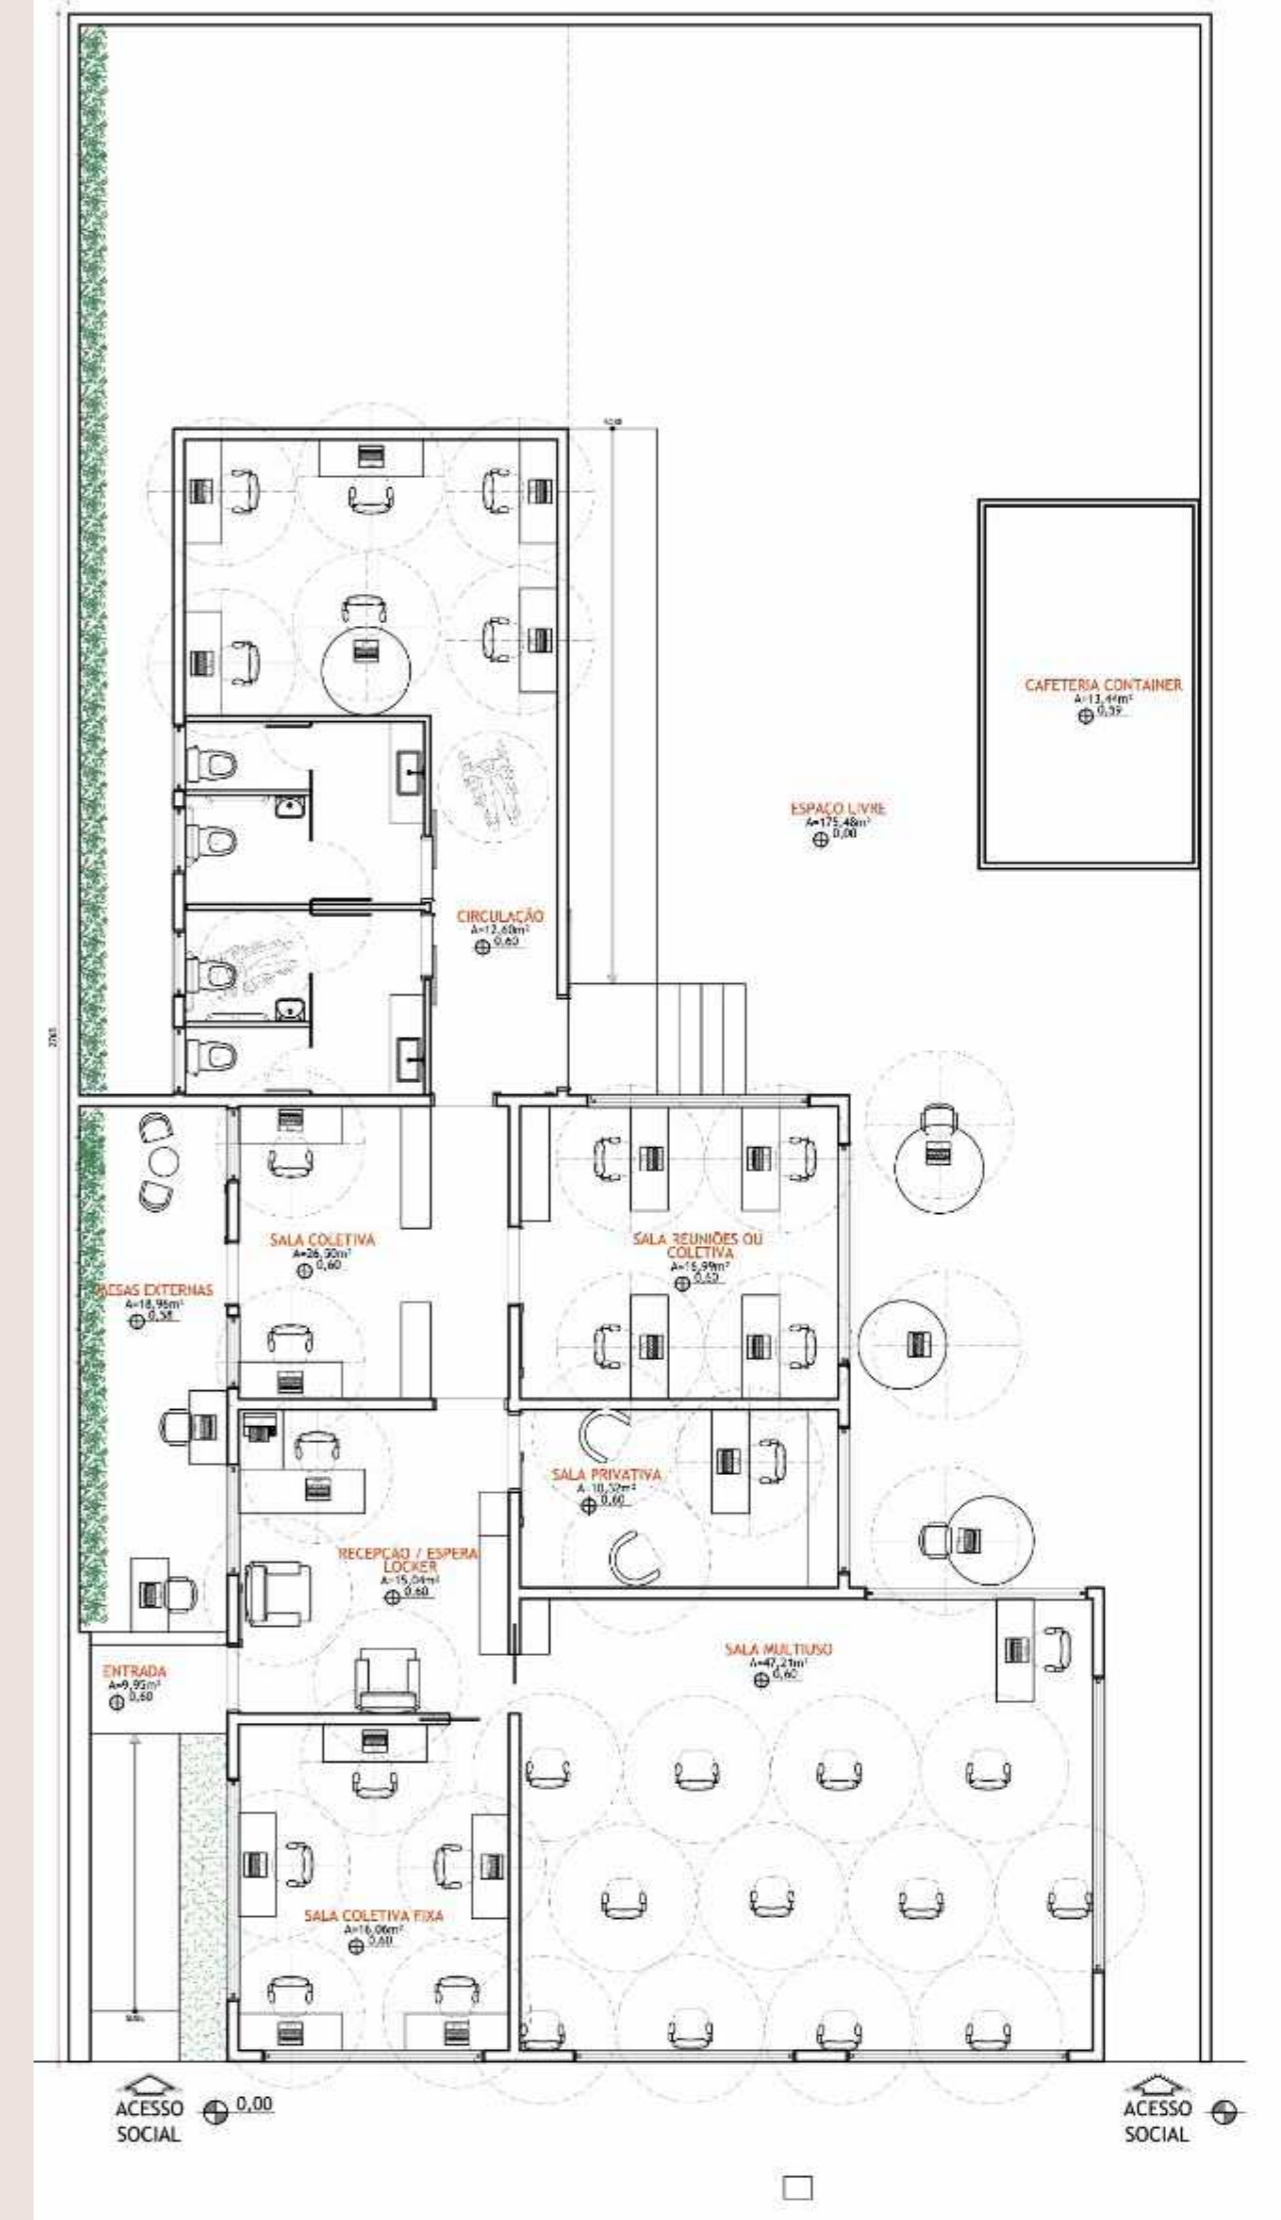 CAFETERIA CONTAINER
A=13,44m²
0,59
ESPAÇO LIVRE
A=175,48m²
0,00
CIRCULAÇÃO
A=12,60m²
0,60
SALA COLETIVA
A=26,50m²
0,60
SALA REUNIÕES OU
COLETIVA
A=16,99m²
0,60
MESAS EXTERNAS
A=18,96m²
0,58
SALA PRIVATIVA
0,60
RECEPÇÃO / ESPERA
LOCKER
A=15,04m²
0,60
SALA MULTIUSO
A=47,21m²
0,60
ENTRADA
A=9,95m²
0,60
SALA COLETIVA FIXA
A=16,06m²
0,60
ACESSO
SOCIAL
0,00
ACESSO
SOCIAL